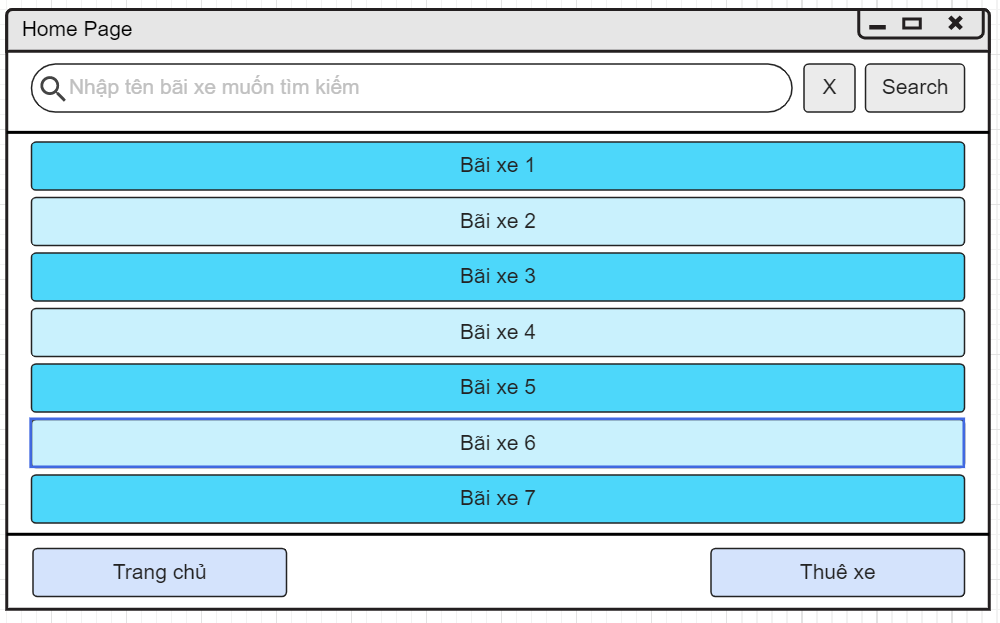 Home Page
Nhập tên bãi xe muốn tìm kiếm
X
Search
Bãi xe 1
Bãi xe 2
Bãi xe 3
Bãi xe 4
Bãi xe 5
Bãi xe 6
Bãi xe 7
Trang chủ
Thuê xe